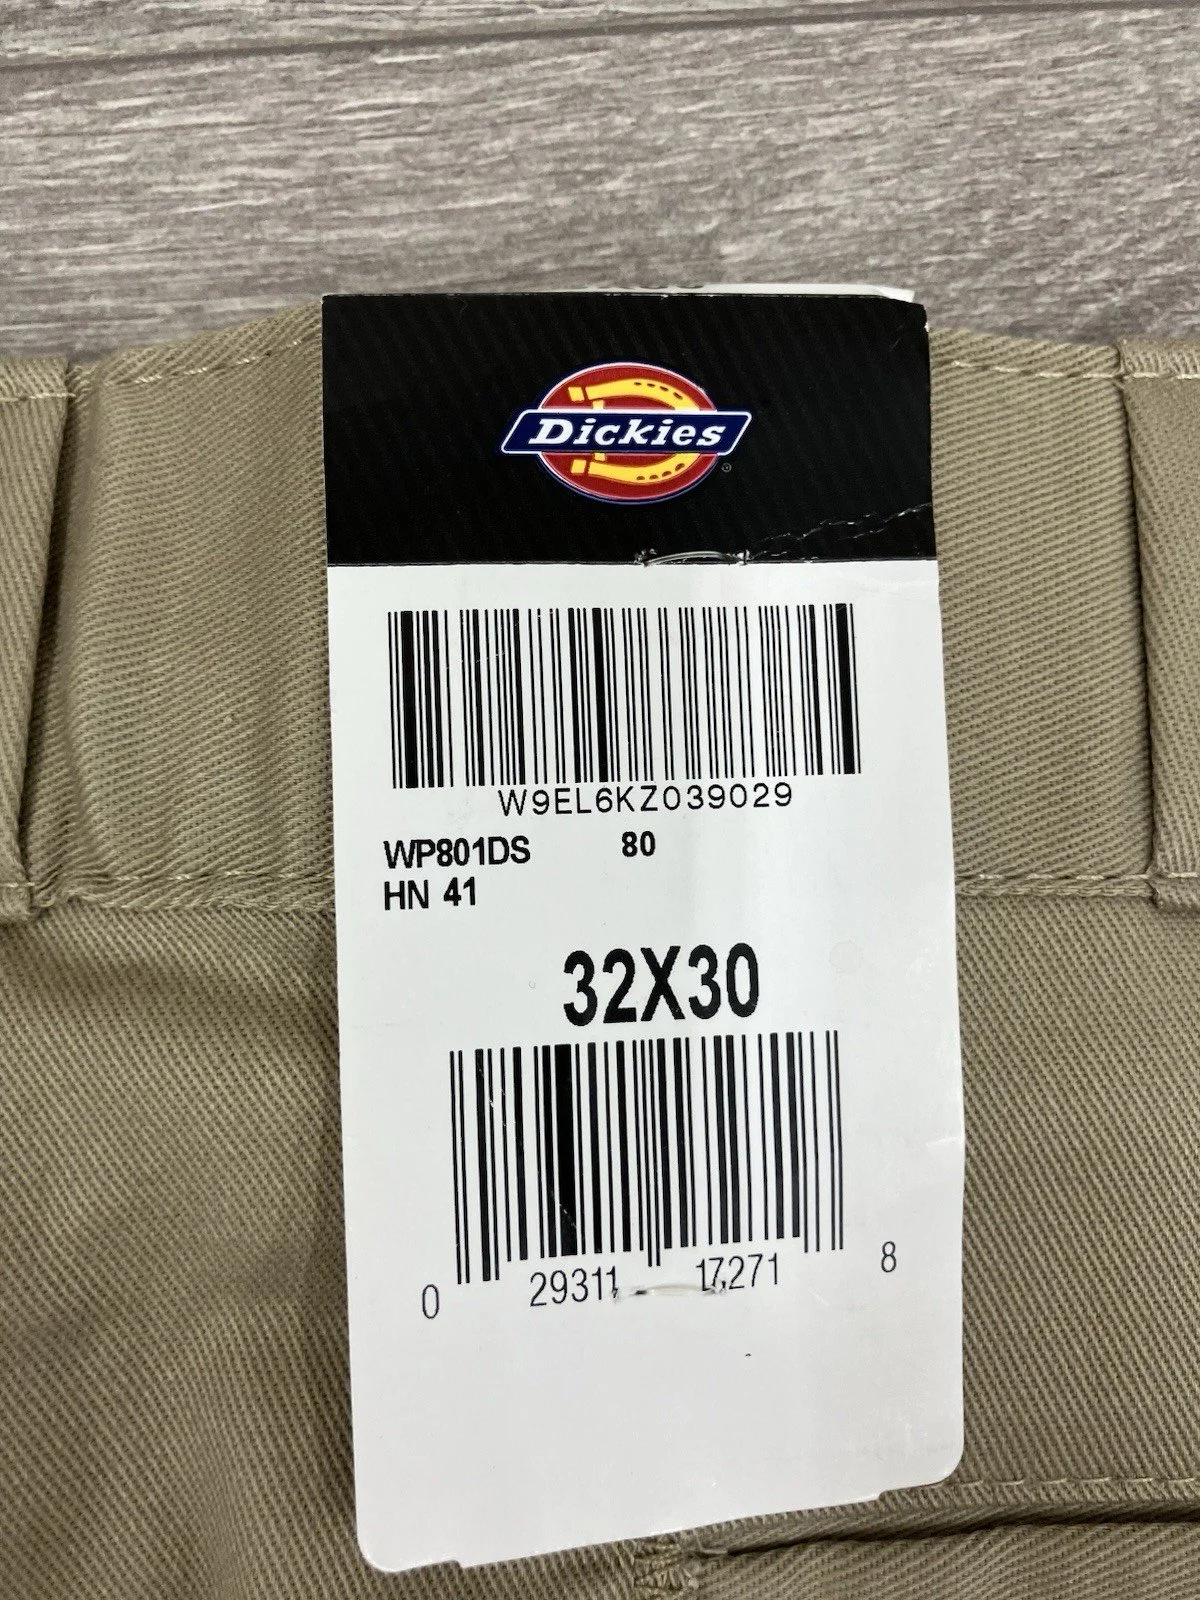 Dickies
W9EL6KZ039029
WP801DS 80
HN 41
32X30
0 29311 17271 8